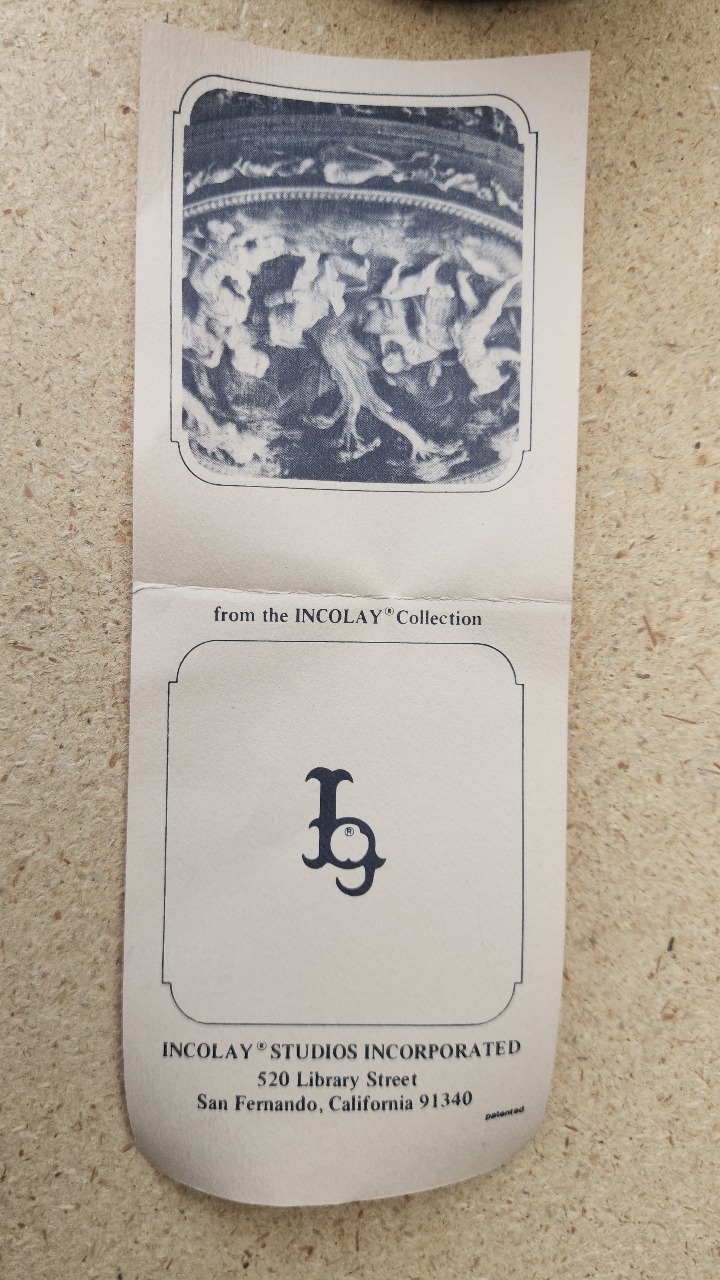 from the INCOLAY® Collection
®
INCOLAY® STUDIOS INCORPORATED
520 Library Street
San Fernando, California 91340
patented